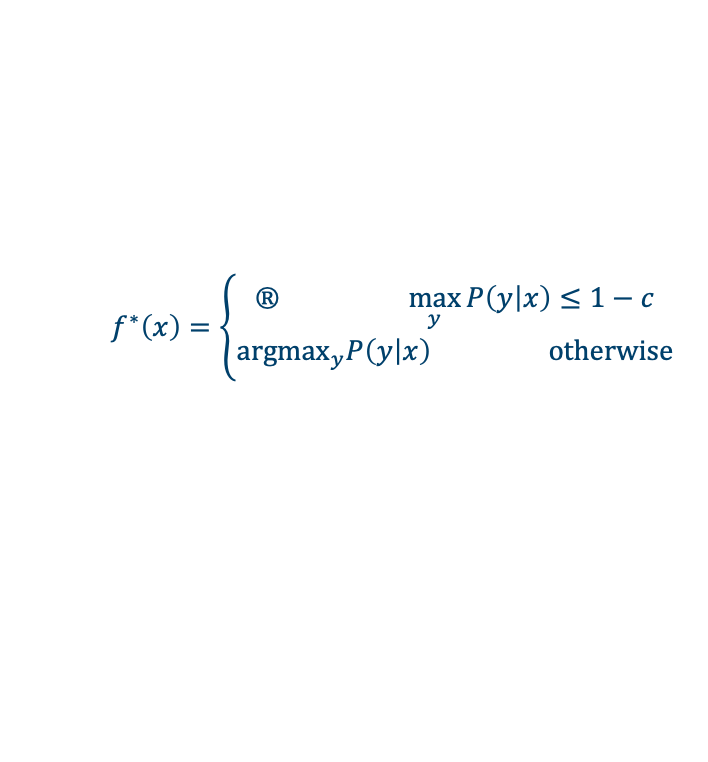 f*(x) = { ® max_y P(y|x) ≤ 1 − c
argmax_y P(y|x) otherwise